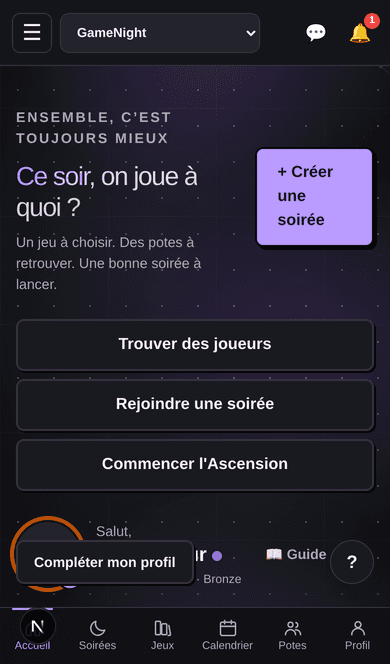 GameNight
1
ENSEMBLE, C'EST
TOUJOURS MIEUX
Ce soir, on joue à
quoi ?
+ Créer
une
soirée
Un jeu à choisir. Des potes à
retrouver. Une bonne soirée à
lancer.
Trouver des joueurs
Rejoindre une soirée
Commencer l'Ascension
Salut,
ur
Guide
Compléter mon profil
· Bronze
?
N
Accueil
Soirées
Jeux
Calendrier
Potes
Profil